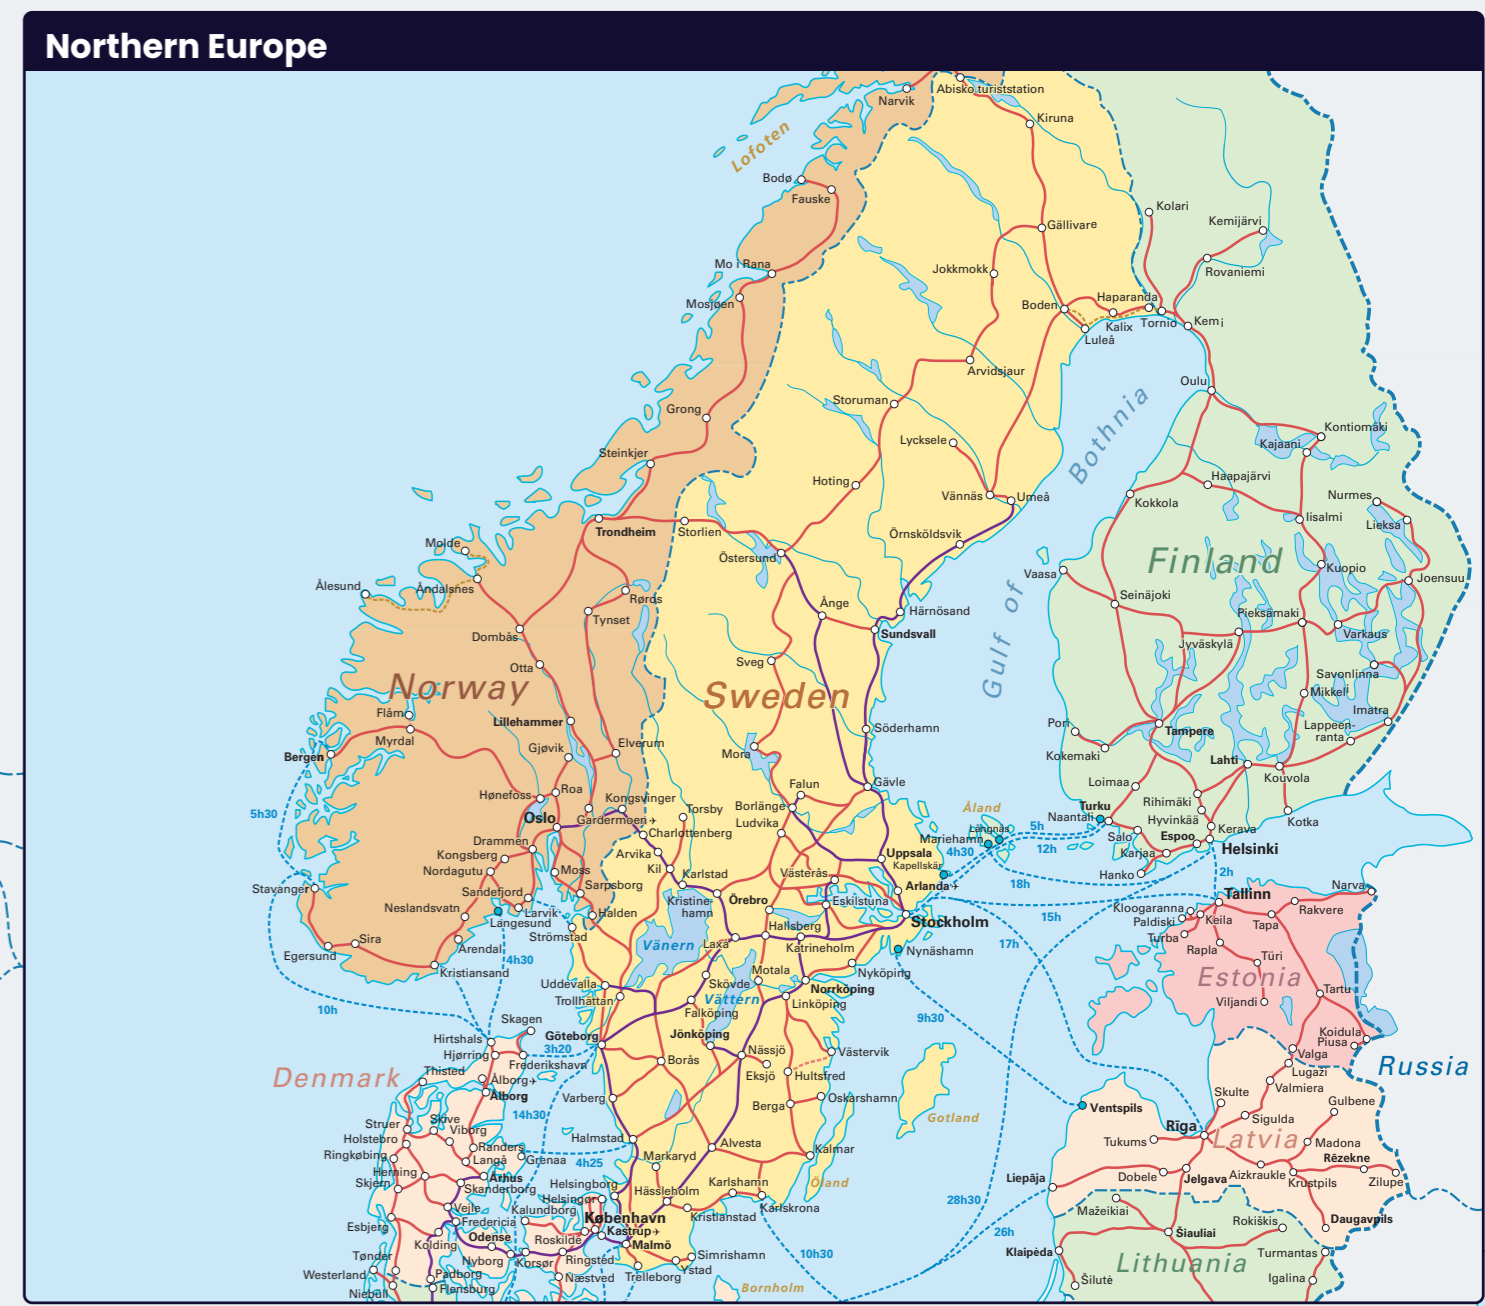 Northern Europe
Narvik
Abisko turiststation
Kiruna
Lofoten
Bodø
Fauske
Kolari
Kemijärvi
Gällivare
Mo i Rana
Jokkmokk
Rovaniemi
Mosjøen
Boden
Haparanda
Kalix
Tornio
Kemi
Luleå
Arvidsjaur
Oulu
Storuman
Grong
Gulf of Bothnia
Kontiomäki
Kajaani
Lycksele
Steinkjer
Hoting
Vännäs
Umeå
Kokkola
Haapajärvi
Nurmes
Iisalmi
Lieksa
Trondheim
Storlien
Örnsköldsvik
Molde
Östersund
Finland
Kuopio
Joensuu
Vaasa
Ålesund
Åndalsnes
Røros
Tynset
Seinäjoki
Ånge
Härnösand
Pieksämäki
Dombås
Sundsvall
Jyväskylä
Varkaus
Otta
Sveg
Savonlinna
Norway
Sweden
Mikkeli
Flåm
Lillehammer
Imatra
Myrdal
Söderhamn
Pori
Tampere
Lappeen-
ranta
Bergen
Gjøvik
Elverum
Mora
Kokemäki
Lahti
Kouvola
Gävle
Loimaa
Hønefoss
Roa
Kongsvinger
Falun
Torsby
Borlänge
Åland
Turku
Rihimäki
5h30
Oslo
Gardermoen
Charlottenberg
Ludvika
Långnäs
5h
Naantali
Hyvinkää
Kotka
Drammen
Mariehamn
12h
Salo
Espoo
Kerava
Helsinki
Kongsberg
Arvika
Uppsala
4h30
Karjaa
Nordagutu
Moss
Kil
Karlstad
Västerås
Kapellskär
Hanko
2h
Stavanger
Sandefjord
Sarpsborg
Arlanda
18h
Tallinn
Narva
Neslandsvatn
Larvik
Halden
Kristine-
hamn
Örebro
Eskilstuna
Stockholm
15h
Kloogaranna
Keila
Rakvere
Langesund
Strömstad
Hallsberg
Paldiski
Tapa
Sira
Arendal
Vänern
Laxå
Katrineholm
Nynäshamn
17h
Turba
Rapla
Türi
Egersund
4h30
Kristiansand
Motala
Nyköping
Estonia
Uddevalla
Skövde
Norrköping
Tartu
Trollhättan
Vättern
Linköping
Viljandi
10h
Falköping
9h30
Skagen
Koidula
Hirtshals
Göteborg
Jönköping
Piusa
Hjørring
3h20
Nässjö
Västervik
Valga
Frederikshavn
Borås
Lugazi
Russia
Denmark
Thisted
Ålborg
Eksjö
Hultsfred
Valmiera
Ålborg
Varberg
Oskarshamn
Skulte
Gulbene
14h30
Berga
Ventspils
Struer
Skive
Gotland
Sigulda
Holstebro
Viborg
Halmstad
Rīga
Latvia
Ringkøbing
Randers
Alvesta
Kalmar
Tukums
Madona
Langå
Grenaa
4h25
Markaryd
Rēzekne
Herning
Århus
Skjern
Skanderborg
Helsingborg
Hässleholm
Karlshamn
Öland
Liepāja
Dobele
Jelgava
Aizkraukle
Krustpils
Zilupe
Vejle
Helsingør
Karlskrona
28h30
Esbjerg
Fredericia
Kalundborg
København
Kristianstad
Mažeikiai
Daugavpils
Kolding
Odense
Roskilde
Kastrup
26h
Rokiškis
Malmö
Šiauliai
Tønder
Nyborg
Korsør
Ringsted
Simrishamn
10h30
Klaipėda
Turmantas
Westerland
Padborg
Næstved
Trelleborg
Ystad
Lithuania
Niebüll
Flensburg
Bornholm
Šilutė
Igalina